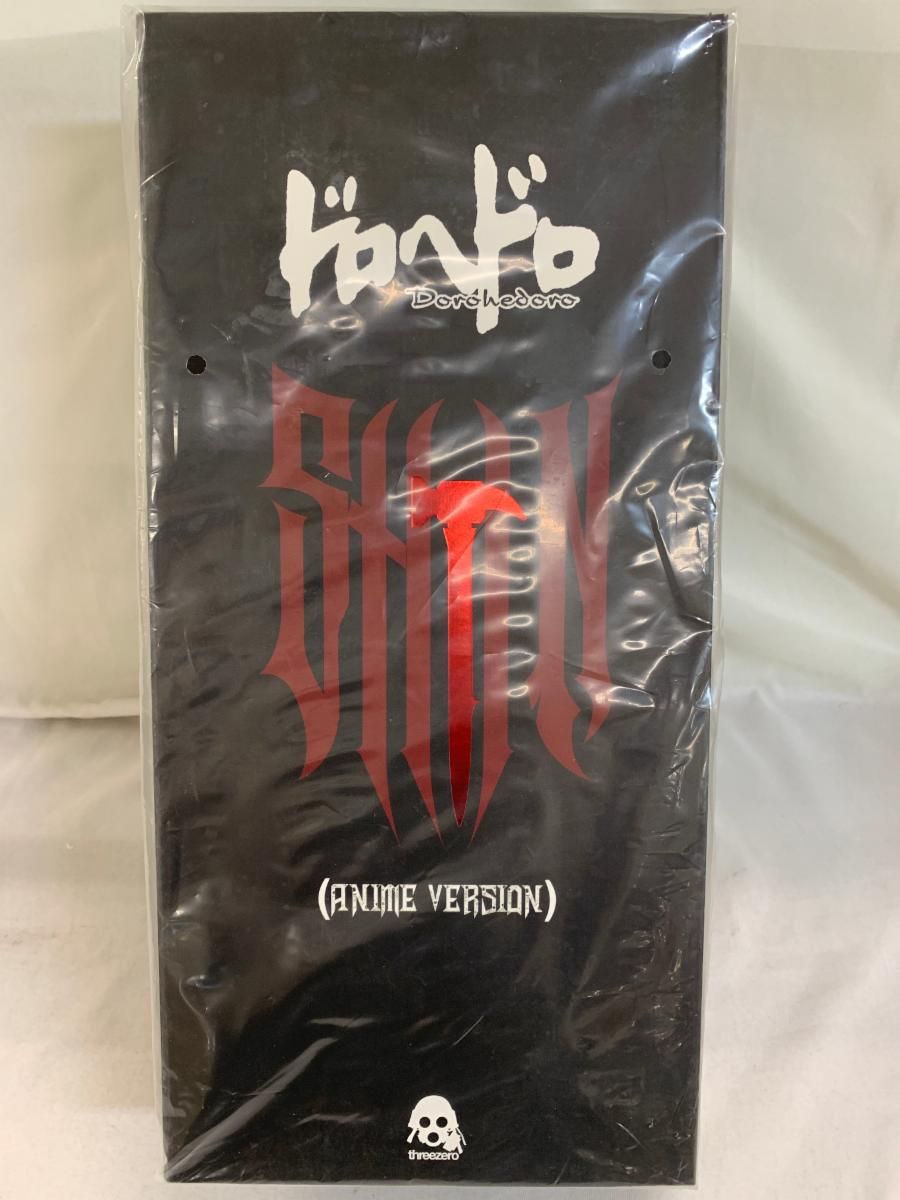 ドロヘドロ
Dorohedoro
SHIN
(ANIME VERSION)
threezero